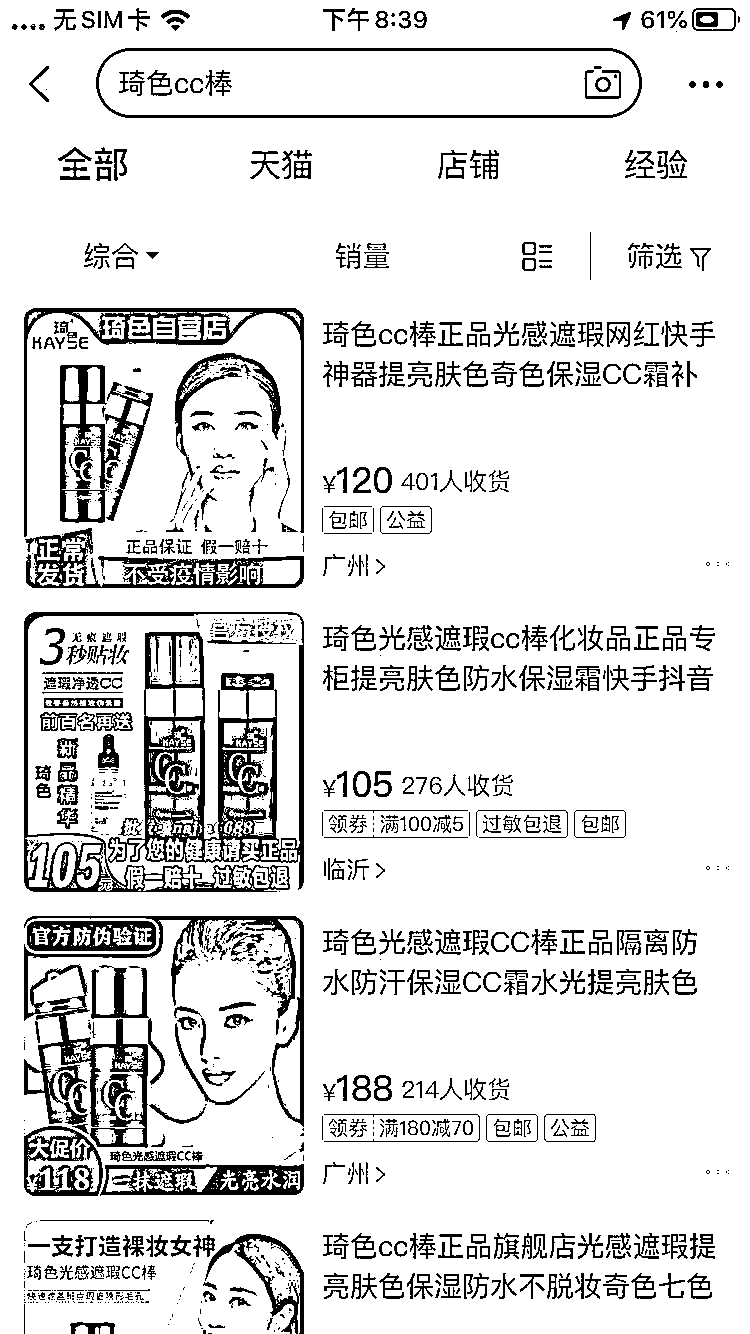 无SIM卡
下午8:39
61%
琦色cc棒
全部
天猫
店铺
经验
综合
销量
筛选
琦色
KAYSE
琦色自营店
正常
发货
正品保证 假一赔十
不受疫情影响
琦色cc棒正品光感遮瑕网红快手
神器提亮肤色奇色保湿CC霜补
¥120 401人收货
包邮 公益
广州>
官方授权
3秒贴妆
无痕遮瑕
遮瑕净透CC
前百名再送
琦色
新品精华
KAYSE
CC
¥105元
为了您的健康请买正品
假一赔十 过敏包退
琦色光感遮瑕cc棒化妆品正品专
柜提亮肤色防水保湿霜快手抖音
¥105 276人收货
领券 满100减5 过敏包退 包邮
临沂>
官方防伪验证
KAYSE
CC
大促价
¥118
琦色光感遮瑕CC棒
一抹遮瑕
光亮水润
琦色光感遮瑕CC棒正品隔离防
水防汗保湿CC霜水光提亮肤色
¥188 214人收货
领券 满180减70 包邮 公益
广州>
一支打造裸妆女神
琦色光感遮瑕CC棒
琦色cc棒正品旗舰店光感遮瑕提
亮肤色保湿防水不脱妆奇色七色